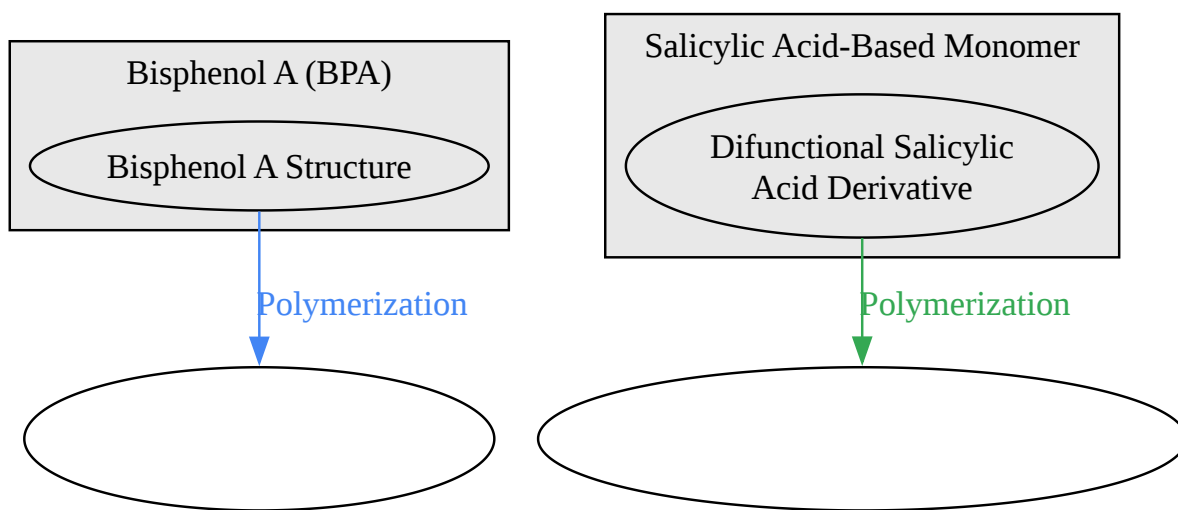 Bisphenol A (BPA)
Bisphenol A Structure
Polymerization
Salicylic Acid-Based Monomer
Difunctional Salicylic
Acid Derivative
Polymerization